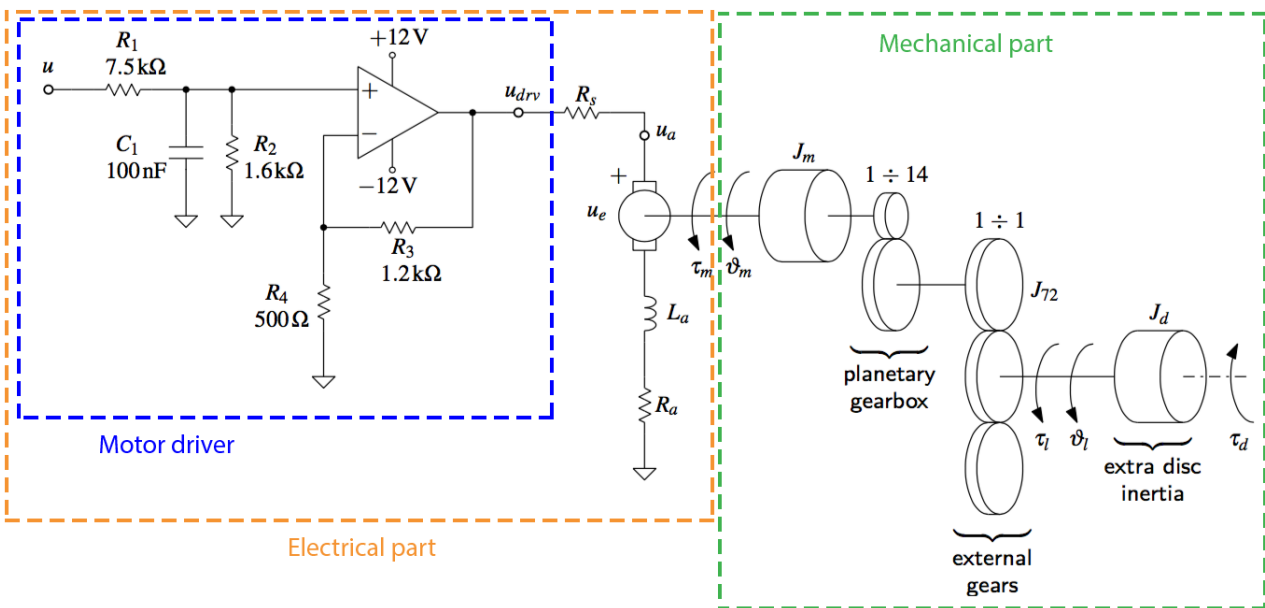 Mechanical part
+12V
R1
7.5kΩ
u
+
udrv
Rs
ua
C1
100nF
R2
1.6kΩ
−
−12V
R3
1.2kΩ
R4
500Ω
+
ue
τm
ϑm
La
Ra
Motor driver
Electrical part
Jm
1 ÷ 14
1 ÷ 1
J72
Jd
planetary
gearbox
τl
ϑl
τd
extra disc
inertia
external
gears